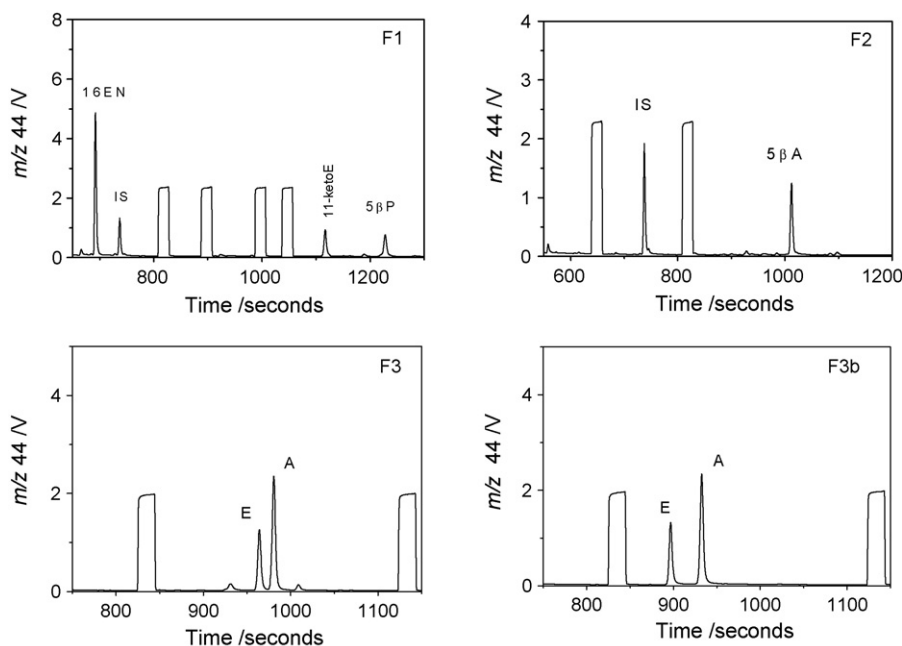 F1
8
6
4
2
0
m/z 44 /V
16EN
IS
11-ketoE
5βP
800 1000 1200
Time /seconds
F2
4
3
2
1
0
m/z 44 /V
IS
5βA
600 800 1000 1200
Time /seconds
F3
4
2
0
m/z 44 /V
E
A
800 900 1000 1100
Time /seconds
F3b
4
2
0
m/z 44 /V
E
A
800 900 1000 1100
Time /seconds